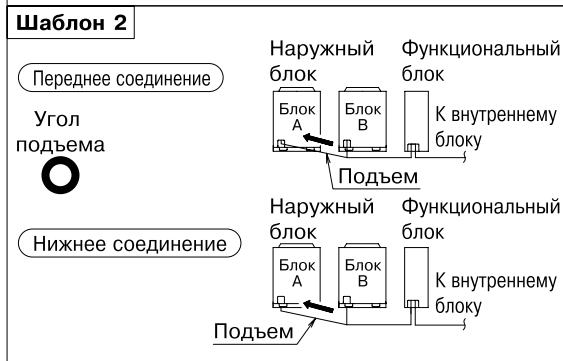 Шаблон 2
Переднее соединение
Угол
подъема
Наружный
блок
Функциональный
блок
Блок
A
Блок
B
К внутреннему
блоку
Подъем
Нижнее соединение
Наружный
блок
Функциональный
блок
Блок
A
Блок
B
К внутреннему
блоку
Подъем